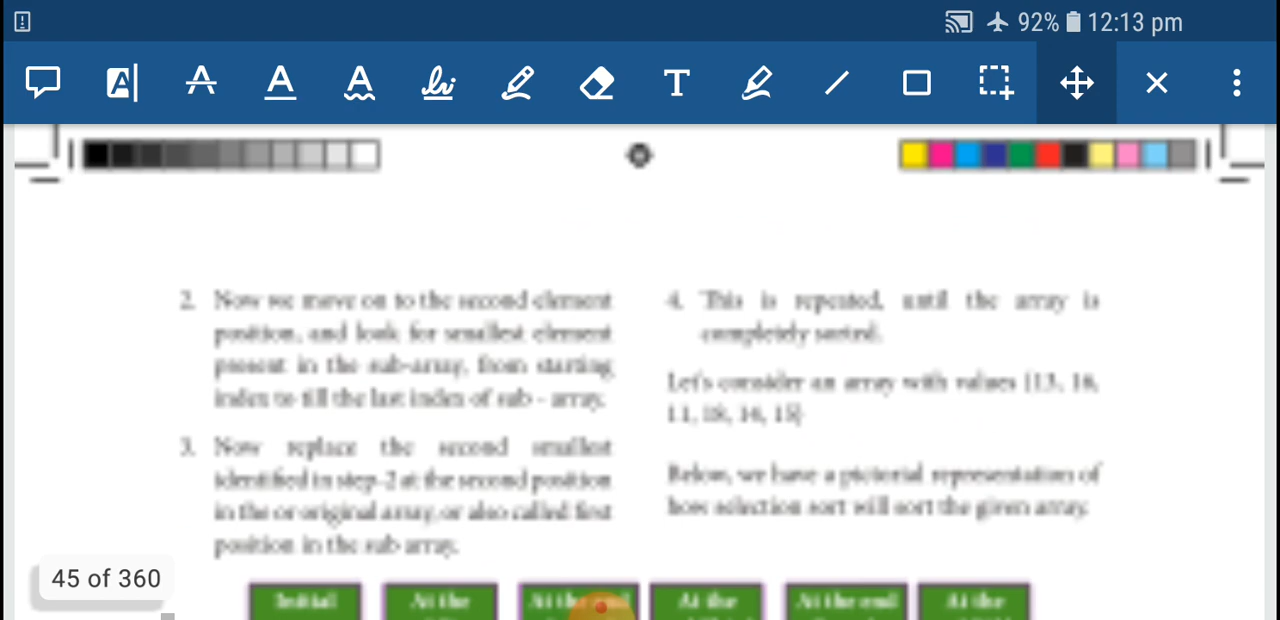 92% 12:13 pm
2. Now we move on to the second element
position, and look for smallest element
present in the sub-array, from starting
index to till the last index of sub - array.
3. Now replace the second smallest
identified in step-2 at the second position
in the or original array, or also called first
position in the sub array.
4. This is repeated, until the array is
completely sorted.
Let's consider an array with values {13, 16,
11, 18, 14, 15}
Below, we have a pictorial representation of
how selection sort will sort the given array.
45 of 360
Initial
At the
At the end
At the
At the end
At the